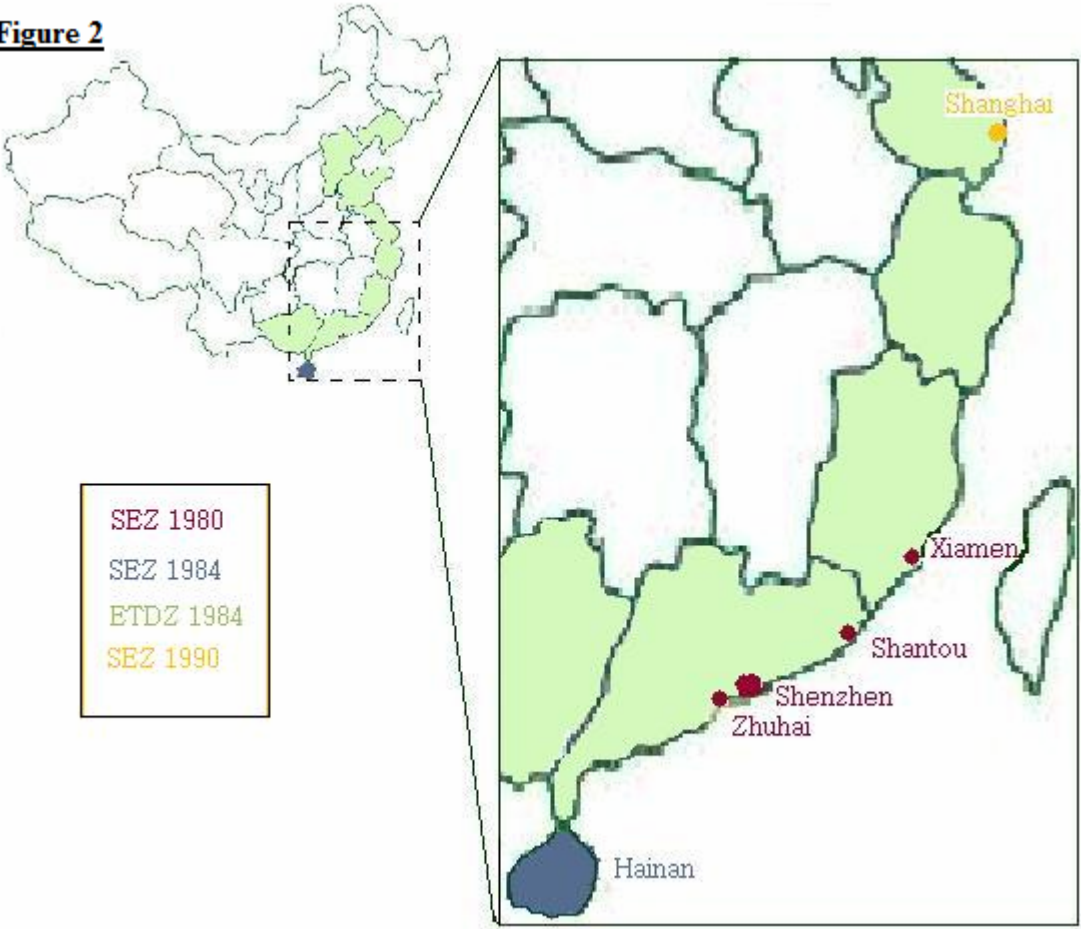 Figure 2
Shanghai
SEZ 1980
SEZ 1984
ETDZ 1984
SEZ 1990
Xiamen
Shantou
Shenzhen
Zhuhai
Hainan